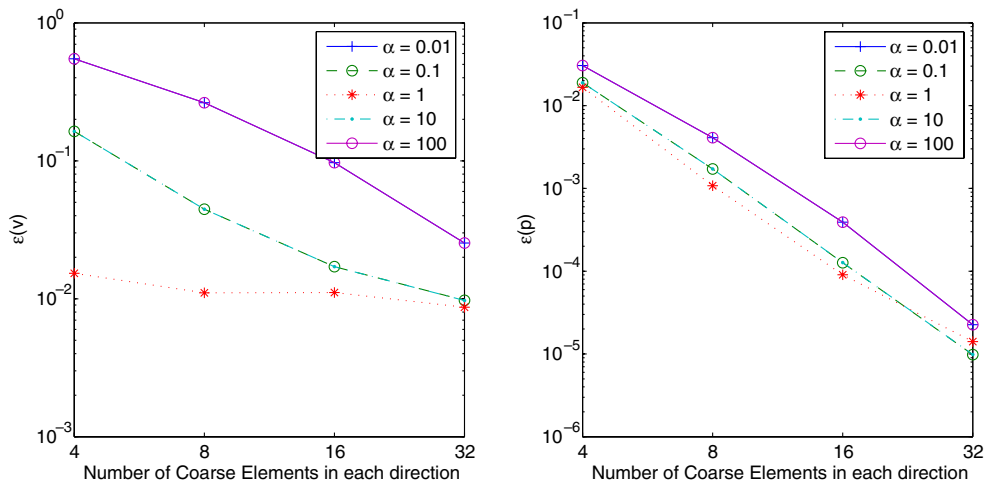 10^0
10^-1
10^-2
10^-3
ε(v)
4
8
16
32
Number of Coarse Elements in each direction
α = 0.01
α = 0.1
α = 1
α = 10
α = 100
10^-1
10^-2
10^-3
10^-4
10^-5
10^-6
ε(p)
4
8
16
32
Number of Coarse Elements in each direction
α = 0.01
α = 0.1
α = 1
α = 10
α = 100